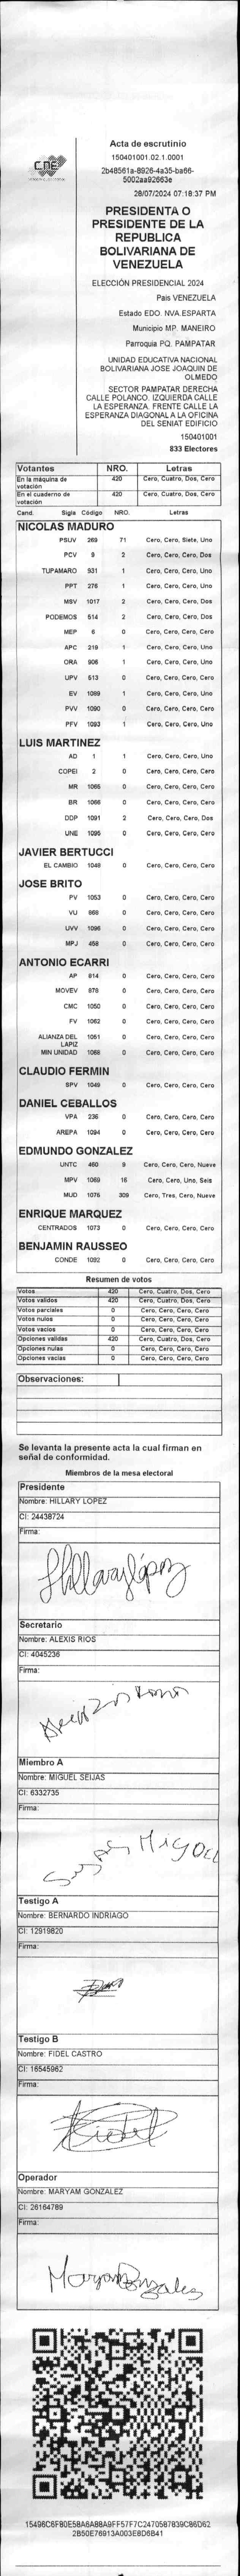 CNE
Acta de escrutinio
150401001.02.1.0001
2b48561a-8926-4a35-ba66-
5002aa92663e
28/07/2024 07:18:37 PM
PRESIDENTA O
PRESIDENTE DE LA
REPUBLICA
BOLIVARIANA DE
VENEZUELA
ELECCIÓN PRESIDENCIAL 2024
País VENEZUELA
Estado EDO. NVA.ESPARTA
Municipio MP. MANEIRO
Parroquia PQ. PAMPATAR
UNIDAD EDUCATIVA NACIONAL
BOLIVARIANA JOSE JOAQUIN DE
OLMEDO
SECTOR PAMPATAR DERECHA
CALLE POLANCO. IZQUIERDA CALLE
LA ESPERANZA. FRENTE CALLE LA
ESPERANZA DIAGONAL A LA OFICINA
DEL SENIAT EDIFICIO
150401001
833 Electores
Votantes NRO. Letras
En la máquina de votación 420 Cero, Cuatro, Dos, Cero
En el cuaderno de votación 420 Cero, Cuatro, Dos, Cero
Cand. Sigla Código NRO. Letras
NICOLAS MADURO
PSUV 269 71 Cero, Cero, Siete, Uno
PCV 9 2 Cero, Cero, Cero, Dos
TUPAMARO 931 1 Cero, Cero, Cero, Uno
PPT 276 1 Cero, Cero, Cero, Uno
MSV 1017 2 Cero, Cero, Cero, Dos
PODEMOS 514 2 Cero, Cero, Cero, Dos
MEP 6 0 Cero, Cero, Cero, Cero
APC 219 1 Cero, Cero, Cero, Uno
ORA 906 1 Cero, Cero, Cero, Uno
UPV 513 0 Cero, Cero, Cero, Cero
EV 1089 1 Cero, Cero, Cero, Uno
PVV 1090 0 Cero, Cero, Cero, Cero
PFV 1093 1 Cero, Cero, Cero, Uno
LUIS MARTINEZ
AD 1 1 Cero, Cero, Cero, Uno
COPEI 2 0 Cero, Cero, Cero, Cero
MR 1065 0 Cero, Cero, Cero, Cero
BR 1066 0 Cero, Cero, Cero, Cero
DDP 1091 2 Cero, Cero, Cero, Dos
UNE 1095 0 Cero, Cero, Cero, Cero
JAVIER BERTUCCI
EL CAMBIO 1048 0 Cero, Cero, Cero, Cero
JOSE BRITO
PV 1053 0 Cero, Cero, Cero, Cero
VU 868 0 Cero, Cero, Cero, Cero
UVV 1096 0 Cero, Cero, Cero, Cero
MPJ 458 0 Cero, Cero, Cero, Cero
ANTONIO ECARRI
AP 814 0 Cero, Cero, Cero, Cero
MOVEV 878 0 Cero, Cero, Cero, Cero
CMC 1050 0 Cero, Cero, Cero, Cero
FV 1062 0 Cero, Cero, Cero, Cero
ALIANZA DEL LAPIZ 1051 0 Cero, Cero, Cero, Cero
MIN UNIDAD 1068 0 Cero, Cero, Cero, Cero
CLAUDIO FERMIN
SPV 1049 0 Cero, Cero, Cero, Cero
DANIEL CEBALLOS
VPA 236 0 Cero, Cero, Cero, Cero
AREPA 1094 0 Cero, Cero, Cero, Cero
EDMUNDO GONZALEZ
UNTC 460 9 Cero, Cero, Cero, Nueve
MPV 1069 16 Cero, Cero, Uno, Seis
MUD 1076 309 Cero, Tres, Cero, Nueve
ENRIQUE MARQUEZ
CENTRADOS 1073 0 Cero, Cero, Cero, Cero
BENJAMIN RAUSSEO
CONDE 1092 0 Cero, Cero, Cero, Cero
Resumen de votos
Votos 420 Cero, Cuatro, Dos, Cero
Votos validos 420 Cero, Cuatro, Dos, Cero
Votos parciales 0 Cero, Cero, Cero, Cero
Votos nulos 0 Cero, Cero, Cero, Cero
Votos vacios 0 Cero, Cero, Cero, Cero
Opciones validas 420 Cero, Cuatro, Dos, Cero
Opciones nulas 0 Cero, Cero, Cero, Cero
Opciones vacias 0 Cero, Cero, Cero, Cero
Observaciones:
Se levanta la presente acta la cual firman en
señal de conformidad.
Miembros de la mesa electoral
Presidente
Nombre: HILLARY LOPEZ
CI: 24438724
Firma:
Hillarylópez
Secretario
Nombre: ALEXIS RIOS
CI: 4045236
Firma:
Miembro A
Nombre: MIGUEL SEIJAS
CI: 6332735
Firma:
Seijas MiguEl
Testigo A
Nombre: BERNARDO INDRIAGO
CI: 12919820
Firma:
Testigo B
Nombre: FIDEL CASTRO
CI: 16545962
Firma:
Fidel
Operador
Nombre: MARYAM GONZALEZ
CI: 26164789
Firma:
Maryam Gonzalez
15496C6F80E58A6A88A9FF57F7C2470587839C86D62
2B50E76913A003E8D6B41